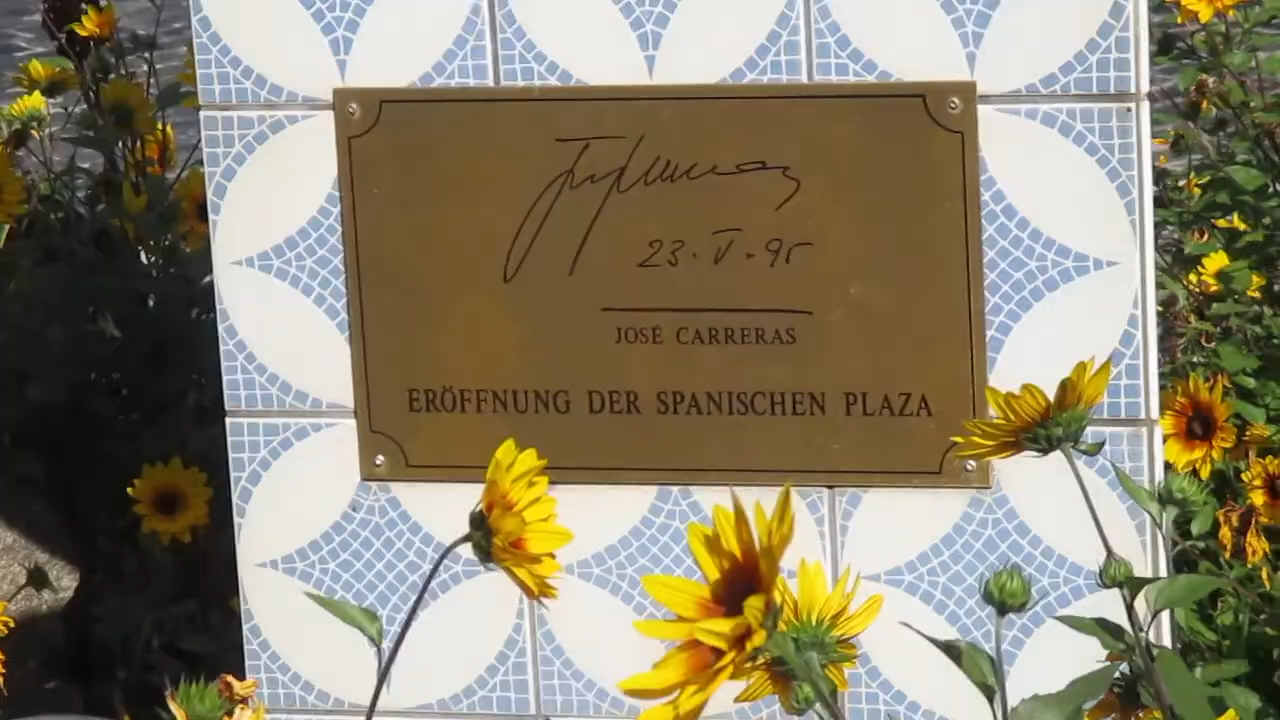 23. V. 95
JOSÉ CARRERAS
ERÖFFNUNG DER SPANISCHEN PLAZA